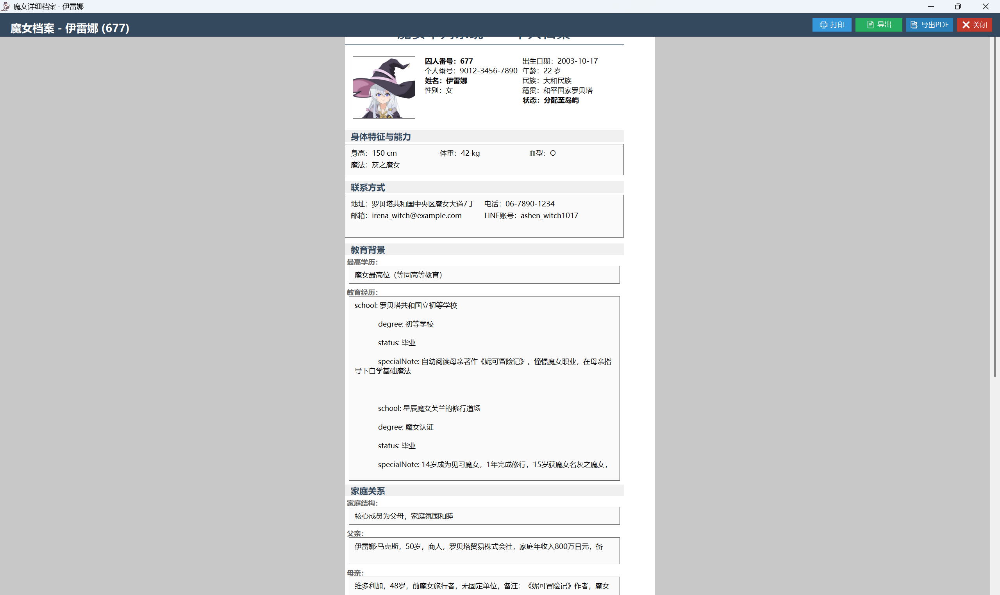 魔女详细档案 - 伊雷娜
魔女档案 - 伊雷娜 (677)
打印
导出
导出PDF
关闭
囚人番号：677
个人番号：9012-3456-7890
姓名：伊雷娜
性别：女
出生日期：2003-10-17
年龄：22 岁
民族：大和民族
籍贯：和平国家罗贝塔
状态：分配至岛屿
身体特征与能力
身高：150 cm
体重：42 kg
血型：O
魔法：灰之魔女
联系方式
地址：罗贝塔共和国中央区魔女大道7丁
电话：06-7890-1234
邮箱：irena_witch@example.com
LINE账号：ashen_witch1017
教育背景
最高学历：
魔女最高位（等同高等教育）
教育经历：
school: 罗贝塔共和国立初等学校
degree: 初等学校
status: 毕业
specialNote: 自幼阅读母亲著作《妮可冒险记》，憧憬魔女职业，在母亲指
导下自学基础魔法
school: 星辰魔女芙兰的修行道场
degree: 魔女认证
status: 毕业
specialNote: 14岁成为见习魔女，1年完成修行，15岁获魔女名灰之魔女，
家庭关系
家庭结构：
核心成员为父母，家庭氛围和睦
父亲：
伊雷娜·马克斯，50岁，商人，罗贝塔贸易株式会社，家庭年收入800万日元，备
母亲：
维多利加，48岁，前魔女旅行者，无固定单位，备注：《妮可冒险记》作者，魔女